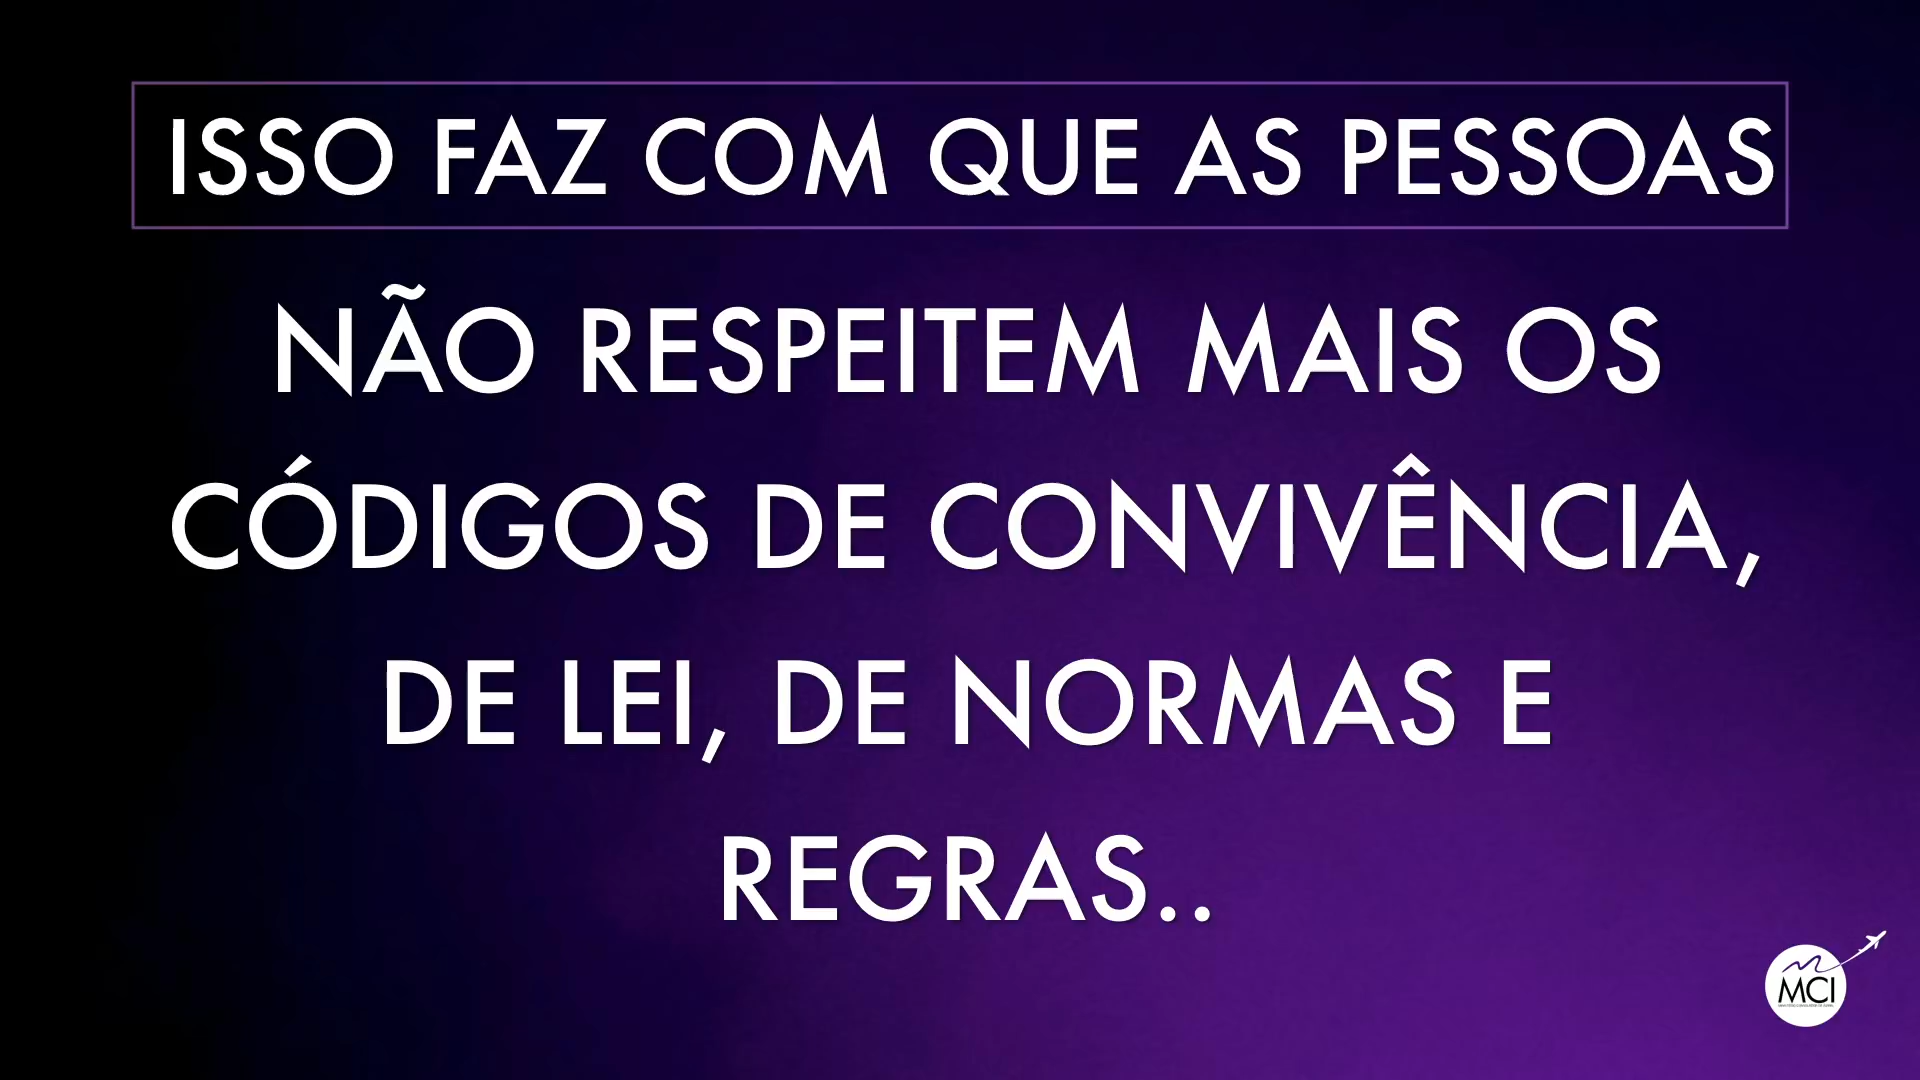 ISSO FAZ COM QUE AS PESSOAS
NÃO RESPEITEM MAIS OS
CÓDIGOS DE CONVIVÊNCIA,
DE LEI, DE NORMAS E
REGRAS..
MCI